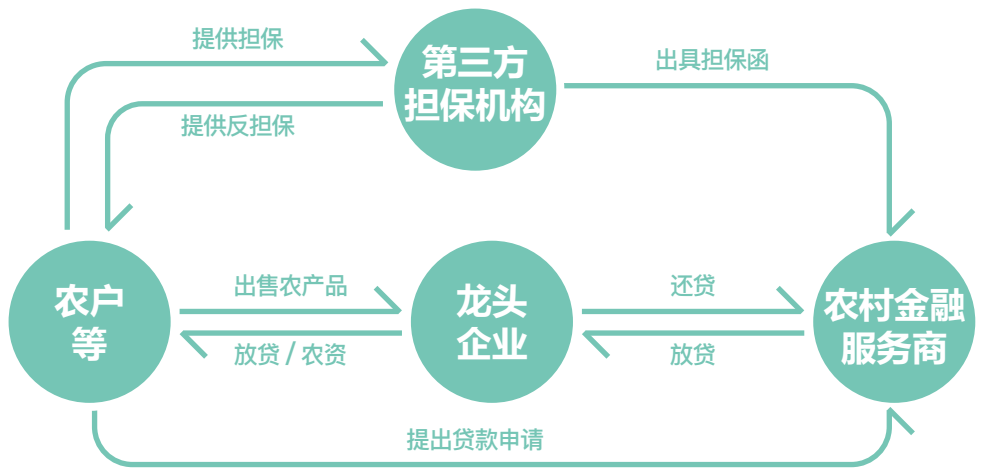 提供担保
第三方
担保机构
出具担保函
提供反担保
农户
等
出售农产品
放贷 / 农资
龙头
企业
还贷
放贷
农村金融
服务商
提出贷款申请